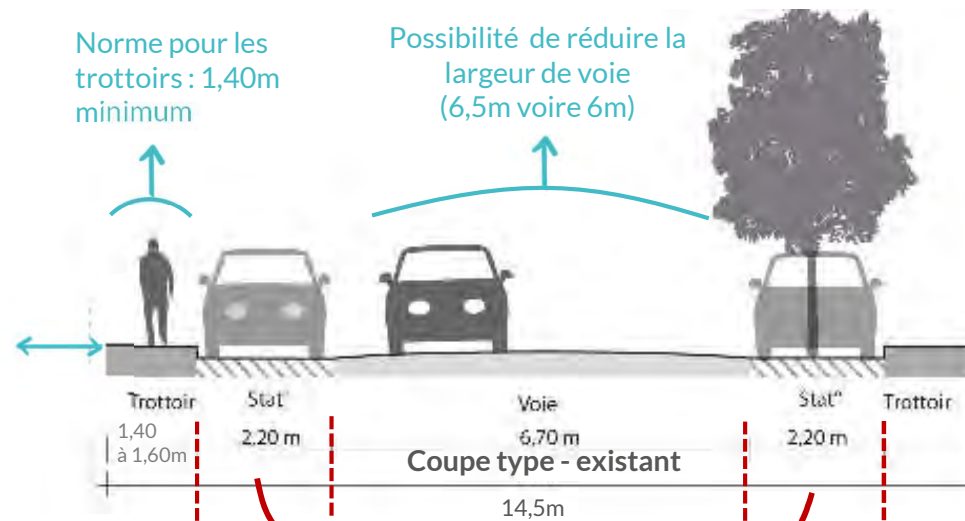 Norme pour les
trottoirs : 1,40m
minimum
Possibilité de réduire la
largeur de voie
(6,5m voire 6m)
Trottoir
Stat°
Voie
Stat°
Trottoir
1,40
à 1,60m
2,20 m
6,70 m
2,20 m
Coupe type - existant
14,5m